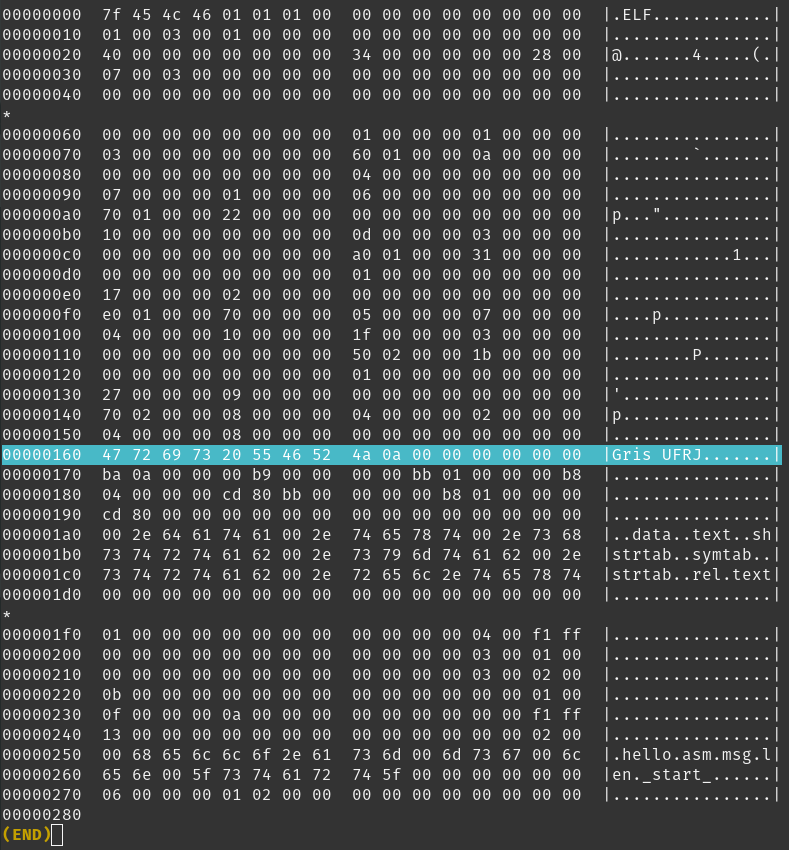 00000000  7f 45 4c 46 01 01 01 00  00 00 00 00 00 00 00 00  |.ELF............|
00000010  01 00 03 00 01 00 00 00  00 00 00 00 00 00 00 00  |................|
00000020  40 00 00 00 00 00 00 00  34 00 00 00 00 00 28 00  |@.......4.....(.|
00000030  07 00 03 00 00 00 00 00  00 00 00 00 00 00 00 00  |................|
00000040  00 00 00 00 00 00 00 00  00 00 00 00 00 00 00 00  |................|
*
00000060  00 00 00 00 00 00 00 00  01 00 00 00 01 00 00 00  |................|
00000070  03 00 00 00 00 00 00 00  60 01 00 00 0a 00 00 00  |........`.......|
00000080  00 00 00 00 00 00 00 00  04 00 00 00 00 00 00 00  |................|
00000090  07 00 00 00 01 00 00 00  06 00 00 00 00 00 00 00  |................|
000000a0  70 01 00 00 22 00 00 00  00 00 00 00 00 00 00 00  |p..."...........|
000000b0  10 00 00 00 00 00 00 00  0d 00 00 00 03 00 00 00  |................|
000000c0  00 00 00 00 00 00 00 00  a0 01 00 00 31 00 00 00  |............1...|
000000d0  00 00 00 00 00 00 00 00  01 00 00 00 00 00 00 00  |................|
000000e0  17 00 00 00 02 00 00 00  00 00 00 00 00 00 00 00  |................|
000000f0  e0 01 00 00 70 00 00 00  05 00 00 00 07 00 00 00  |....p...........|
00000100  04 00 00 00 10 00 00 00  1f 00 00 00 03 00 00 00  |................|
00000110  00 00 00 00 00 00 00 00  50 02 00 00 1b 00 00 00  |........P.......|
00000120  00 00 00 00 00 00 00 00  01 00 00 00 00 00 00 00  |................|
00000130  27 00 00 00 09 00 00 00  00 00 00 00 00 00 00 00  |'...............|
00000140  70 02 00 00 08 00 00 00  04 00 00 00 02 00 00 00  |p...............|
00000150  04 00 00 00 08 00 00 00  00 00 00 00 00 00 00 00  |................|
00000160  47 72 69 73 20 55 46 52  4a 0a 00 00 00 00 00 00  |Gris UFRJ.......|
00000170  ba 0a 00 00 00 b9 00 00  00 00 bb 01 00 00 00 b8  |................|
00000180  04 00 00 00 cd 80 bb 00  00 00 00 b8 01 00 00 00  |................|
00000190  cd 80 00 00 00 00 00 00  00 00 00 00 00 00 00 00  |................|
000001a0  00 2e 64 61 74 61 00 2e  74 65 78 74 00 2e 73 68  |..data..text..sh|
000001b0  73 74 72 74 61 62 00 2e  73 79 6d 74 61 62 00 2e  |strtab..symtab..|
000001c0  73 74 72 74 61 62 00 2e  72 65 6c 2e 74 65 78 74  |strtab..rel.text|
000001d0  00 00 00 00 00 00 00 00  00 00 00 00 00 00 00 00  |................|
*
000001f0  01 00 00 00 00 00 00 00  00 00 00 00 04 00 f1 ff  |................|
00000200  00 00 00 00 00 00 00 00  00 00 00 00 03 00 01 00  |................|
00000210  00 00 00 00 00 00 00 00  00 00 00 00 03 00 02 00  |................|
00000220  0b 00 00 00 00 00 00 00  00 00 00 00 00 00 01 00  |................|
00000230  0f 00 00 00 0a 00 00 00  00 00 00 00 00 00 f1 ff  |................|
00000240  13 00 00 00 00 00 00 00  00 00 00 00 00 00 02 00  |................|
00000250  00 68 65 6c 6c 6f 2e 61  73 6d 00 6d 73 67 00 6c  |.hello.asm.msg.l|
00000260  65 6e 00 5f 73 74 61 72  74 5f 00 00 00 00 00 00  |en._start_......|
00000270  06 00 00 00 01 02 00 00  00 00 00 00 00 00 00 00  |................|
00000280
(END)